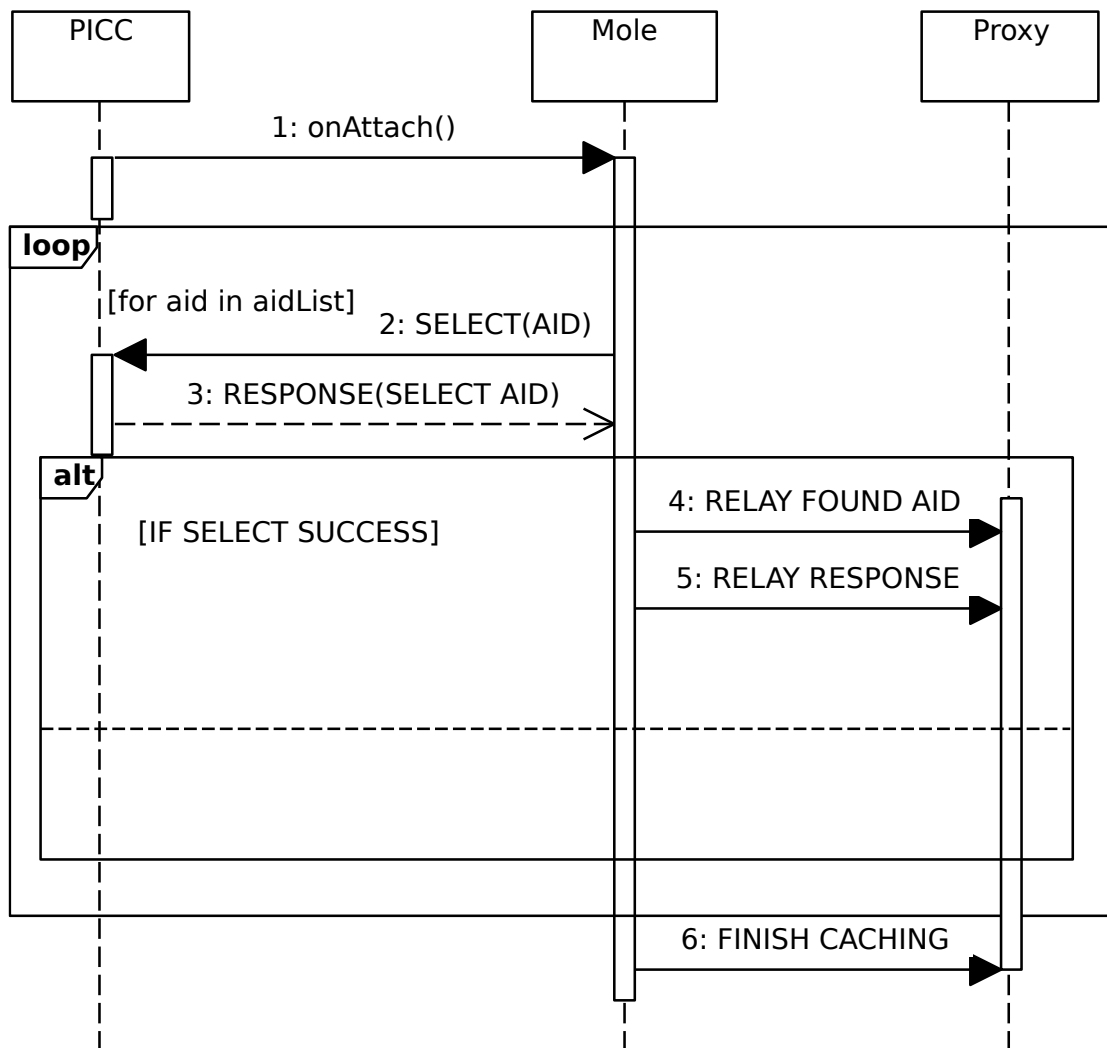 PICC
Mole
Proxy
1: onAttach()
loop
[for aid in aidList]
2: SELECT(AID)
3: RESPONSE(SELECT AID)
alt
[IF SELECT SUCCESS]
4: RELAY FOUND AID
5: RELAY RESPONSE
6: FINISH CACHING